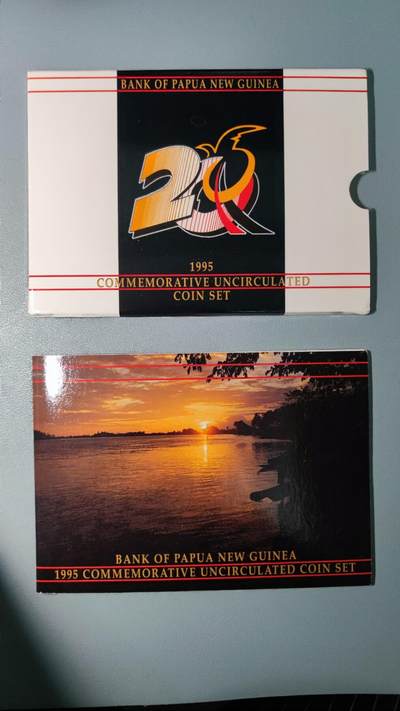 BANK OF PAPUA NEW GUINEA
20
1995
COMMEMORATIVE UNCIRCULATED
COIN SET
BANK OF PAPUA NEW GUINEA
1995 COMMEMORATIVE UNCIRCULATED COIN SET